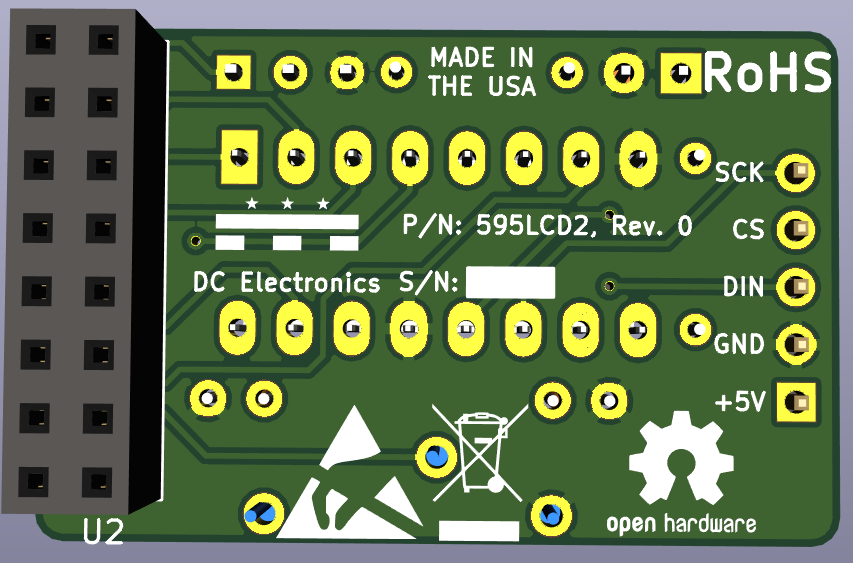 MADE IN
THE USA
RoHS
SCK
P/N: 595LCD2, Rev. 0
CS
DC Electronics S/N:
DIN
GND
+5V
open hardware
U2